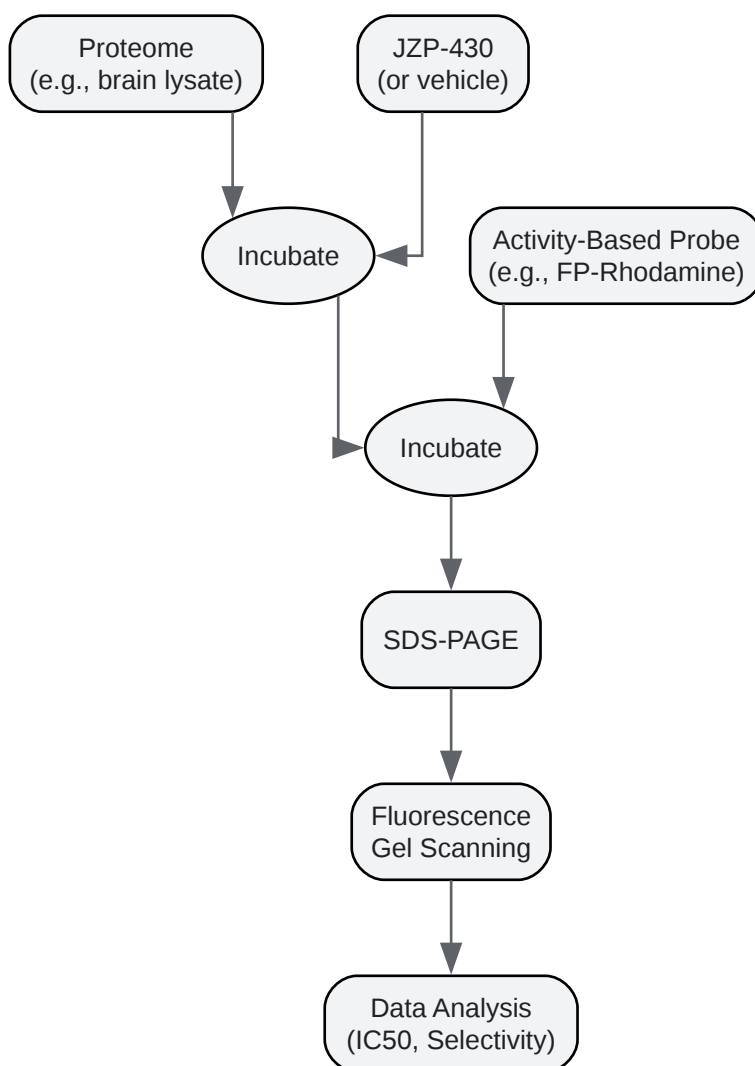 Proteome
(e.g., brain lysate)
JZP-430
(or vehicle)
Incubate
Activity-Based Probe
(e.g., FP-Rhodamine)
Incubate
SDS-PAGE
Fluorescence
Gel Scanning
Data Analysis
(IC50, Selectivity)